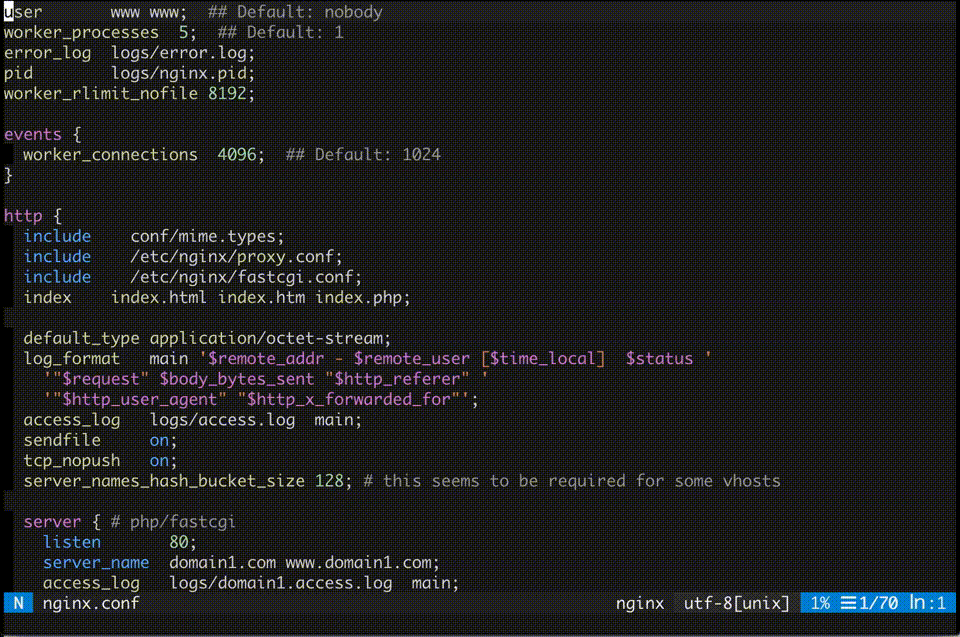 user       www www;  ## Default: nobody
worker_processes  5;  ## Default: 1
error_log  logs/error.log;
pid        logs/nginx.pid;
worker_rlimit_nofile 8192;
events {
  worker_connections  4096;  ## Default: 1024
}
http {
  include    conf/mime.types;
  include    /etc/nginx/proxy.conf;
  include    /etc/nginx/fastcgi.conf;
  index    index.html index.htm index.php;
  default_type application/octet-stream;
  log_format   main '$remote_addr - $remote_user [$time_local]  $status '
    '"$request" $body_bytes_sent "$http_referer" '
    '"$http_user_agent" "$http_x_forwarded_for"';
  access_log   logs/access.log  main;
  sendfile     on;
  tcp_nopush   on;
  server_names_hash_bucket_size 128; # this seems to be required for some vhosts
  server { # php/fastcgi
    listen       80;
    server_name  domain1.com www.domain1.com;
    access_log   logs/domain1.access.log  main;
N  nginx.conf  nginx  utf-8[unix]  1% ☰1/70 ln:1